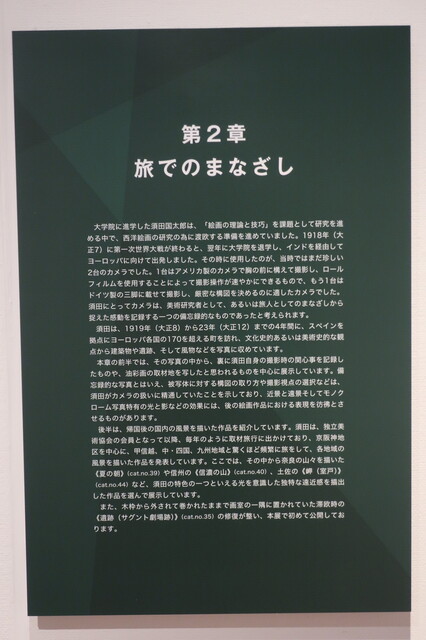 第2章
旅でのまなざし
大学院に進学した須田国太郎は、「絵画の理論と技巧」を課題として研究を進
める中で、西洋絵画の研究の為に渡欧する準備を進めていました。1918年（大
正7）に第一次世界大戦が終わると、翌年に大学院を退学し、インドを経由して
ヨーロッパに向けて出発しました。その時に使用したのが、当時ではまだ珍しい
2台のカメラでした。1台はアメリカ製のカメラで胸の前に構えて撮影し、ロール
フィルムを使用することによって撮影操作が速やかにできるもので、もう1台は
ドイツ製の三脚に載せて撮影し、厳密な構図を決めるのに適したカメラでした。
須田にとってカメラは、美術研究者として、あるいは旅人としてのまなざしから
捉えた感動を記録する一つの備忘録的なものであったと考えられます。
須田は、1919年（大正8）から23年（大正12）までの4年間に、スペインを
拠点にヨーロッパ各国の170を超える町を訪れ、文化史的あるいは美術史的な観
点から建築物や遺跡、そして風物などを写真に収めています。
本章の前半では、その写真の中から、裏に須田自身の撮影時の関心事を記録し
たものや、油彩画の取材地を写したと思われるものを中心に展示します。備
忘録的な写真とはいえ、被写体に対する構図の取り方や撮影視点の選択などは、
須田がカメラの扱いに精通していたことを示しており、近景と遠景そしてモノク
ローム写真特有の光と影などの効果には、後の絵画作品における表現を彷彿とさ
せるものがあります。
後半は、帰国後の国内の風景を描いた作品を紹介しています。須田は、独立美
術協会の会員となって以降、毎年のように取材旅行に出かけており、京阪神地
区を中心に、甲信越、中・四国、九州地域と驚くほど頻繁に旅をして、各地域の
風景を描いた作品を発表しています。ここでは、その中から奈良の山々を描いた
《夏の朝》(cat.no.39) や信州の《信濃の山》(cat.no.40) 、土佐の《岬（室戸）》
(cat.no.44) など、須田の特色の一つといえる光を意識した独特な遠近感を描出
した作品を選んで展示しています。
また、木枠から外されて巻かれたままで画室の一隅に置かれていた滞欧時の
《遺跡（サグント劇場跡）》(cat.no.35) の修復が整い、本展で初めて公開してお
ります。